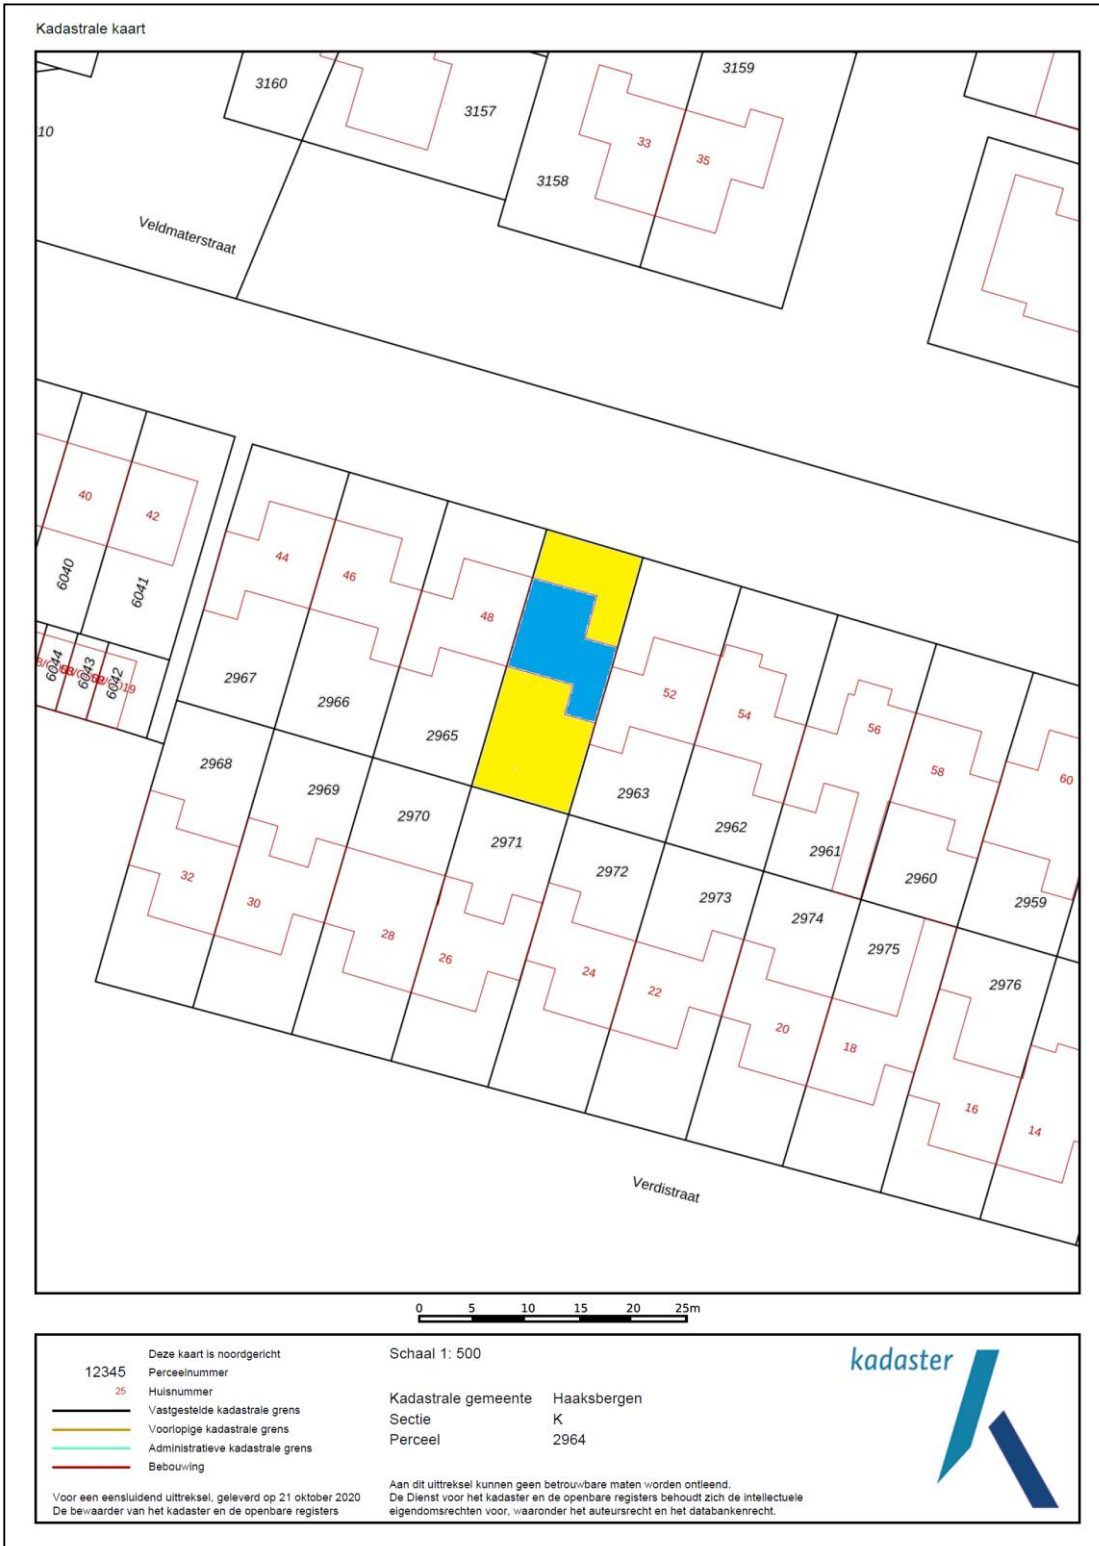 Kadastrale kaart
3159
3160
3157
10
33
35
3158
Veldmaterstraat
40
42
44
46
48
6040
6041
52
54
56
58
60
6044
6043
6042
19
2967
2966
2965
2963
2962
2961
2960
2959
2968
2969
2970
2971
2972
2973
2974
2975
2976
32
30
28
26
24
22
20
18
16
14
Verdistraat
0 5 10 15 20 25m
Deze kaart is noordgericht
12345 Perceelnummer
25 Huisnummer
Vastgestelde kadastrale grens
Voorlopige kadastrale grens
Administratieve kadastrale grens
Bebouwing
Voor een eensluidend uittreksel, geleverd op 21 oktober 2020
De bewaarder van het kadaster en de openbare registers
Schaal 1: 500
Kadastrale gemeente Haaksbergen
Sectie K
Perceel 2964
Aan dit uittreksel kunnen geen betrouwbare maten worden ontleend.
De Dienst voor het kadaster en de openbare registers behoudt zich de intellectuele
eigendomsrechten voor, waaronder het auteursrecht en het databankenrecht.
kadaster